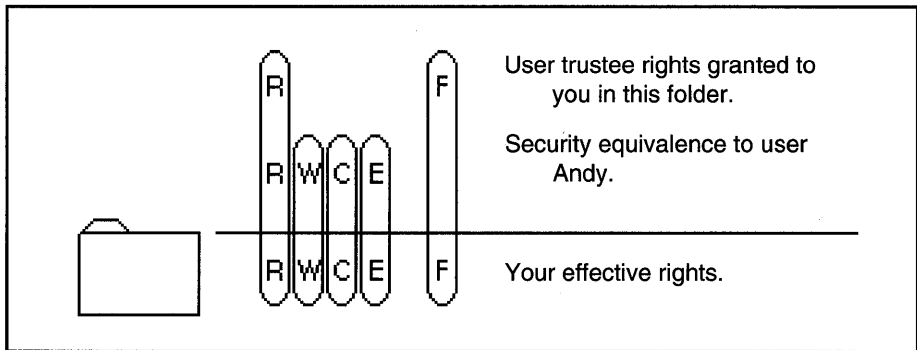 R F User trustee rights granted to
you in this folder.
R W C E Security equivalence to user
Andy.
R W C E F Your effective rights.